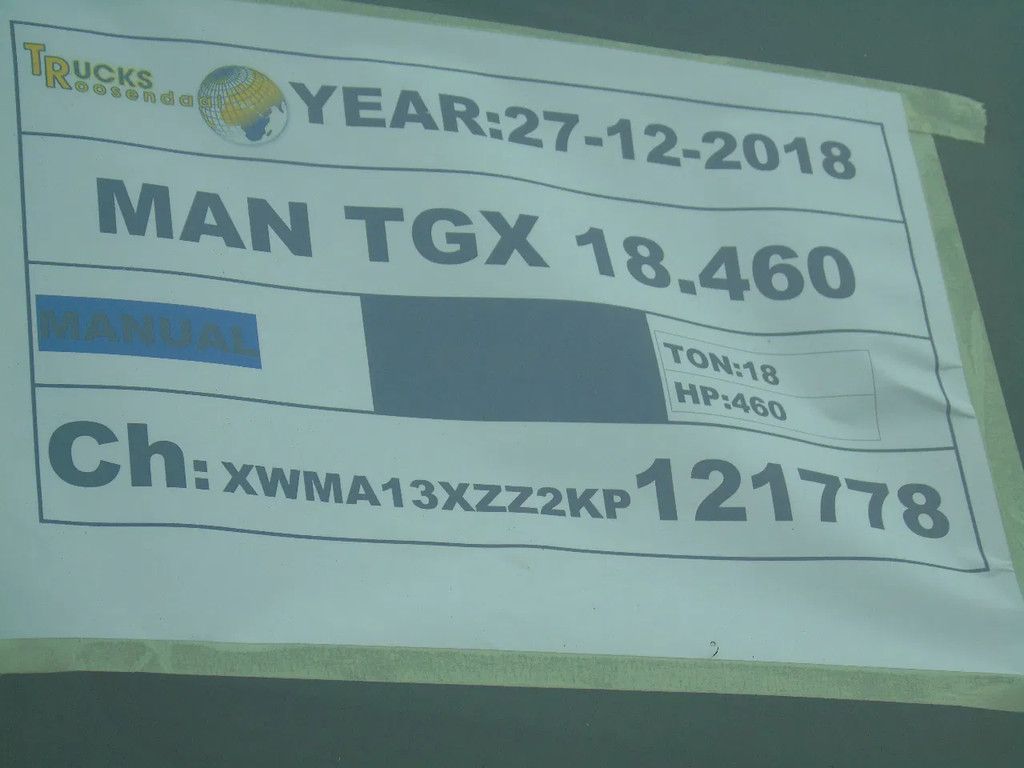 TRUCKS
Roosendaal
YEAR:27-12-2018
MAN TGX 18.460
MANUAL
TON:18
HP:460
Ch: XWMA13XZZ2KP121778